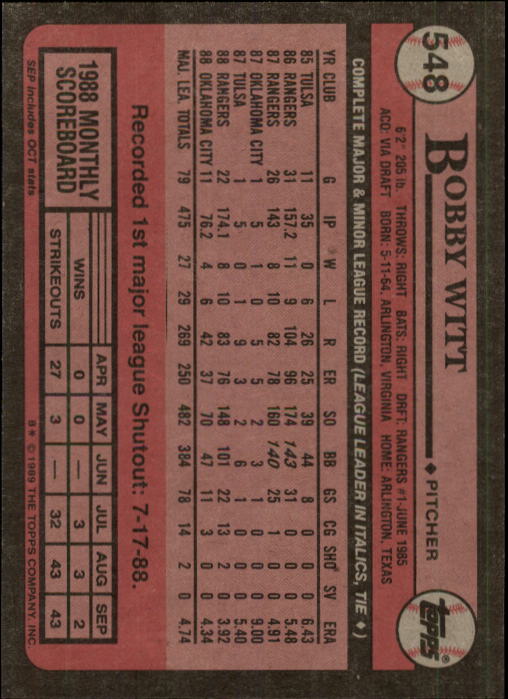 548
BOBBY WITT ♦ PITCHER
TOPPS
6'2" 205 lb. THROWS: RIGHT BATS: RIGHT DRFT: RANGERS #1-JUNE 1985
ACQ: VIA DRAFT BORN: 5-11-64, ARLINGTON, VIRGINIA HOME: ARLINGTON, TEXAS
COMPLETE MAJOR & MINOR LEAGUE RECORD (LEAGUE LEADER IN ITALICS, TIE ♦)
YR CLUB G IP W L R ER SO BB GS CG SHO SV ERA
85 TULSA 11 35 0 6 26 25 39 44 8 0 0 0 6.43
86 RANGERS 31 157.2 11 9 104 96 174 143 31 0 0 0 5.48
87 RANGERS 26 143 8 10 82 78 160 140 25 1 0 0 4.91
87 OKLAHOMA CITY 1 5 1 0 5 5 2 3 1 0 0 0 9.00
87 TULSA 1 5 0 1 9 3 2 6 1 0 0 0 5.40
88 RANGERS 22 174.1 8 10 83 76 148 101 22 13 2 0 3.92
88 OKLAHOMA CITY 11 76.2 4 6 42 37 70 47 11 3 0 0 4.34
MAJ. LEA. TOTALS 79 475 27 29 269 250 482 384 78 14 2 0 4.74
Recorded 1st major league Shutout: 7-17-88.
1988 MONTHLY
SCOREBOARD
APR MAY JUN JUL AUG SEP
WINS 0 0 — 3 3 2
STRIKEOUTS 27 3 — 32 43 43
SEP includes OCT stats
B* © 1989 THE TOPPS COMPANY, INC.